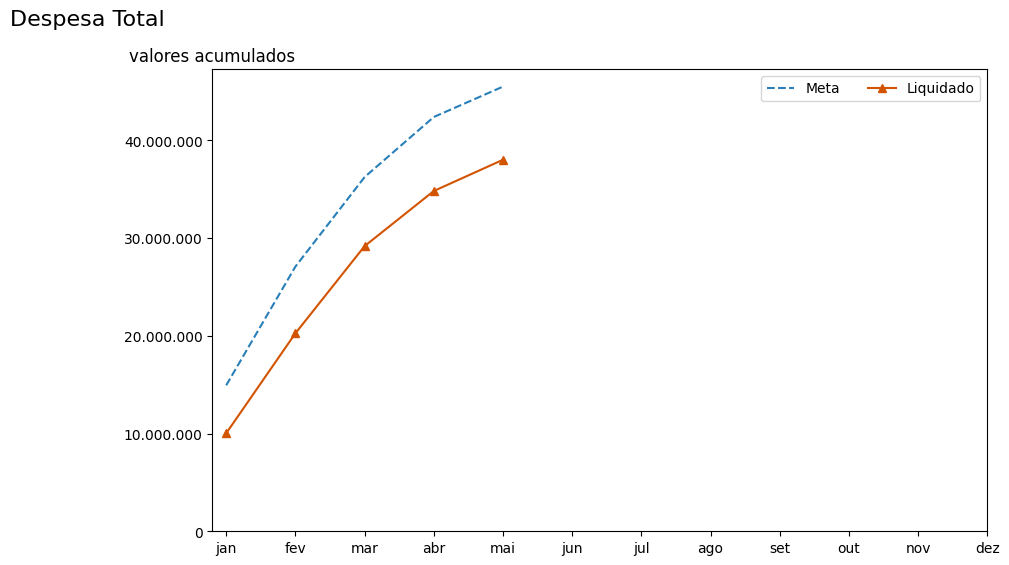 Despesa Total
valores acumulados
Meta Liquidado
40.000.000
30.000.000
20.000.000
10.000.000
0
jan fev mar abr mai jun jul ago set out nov dez